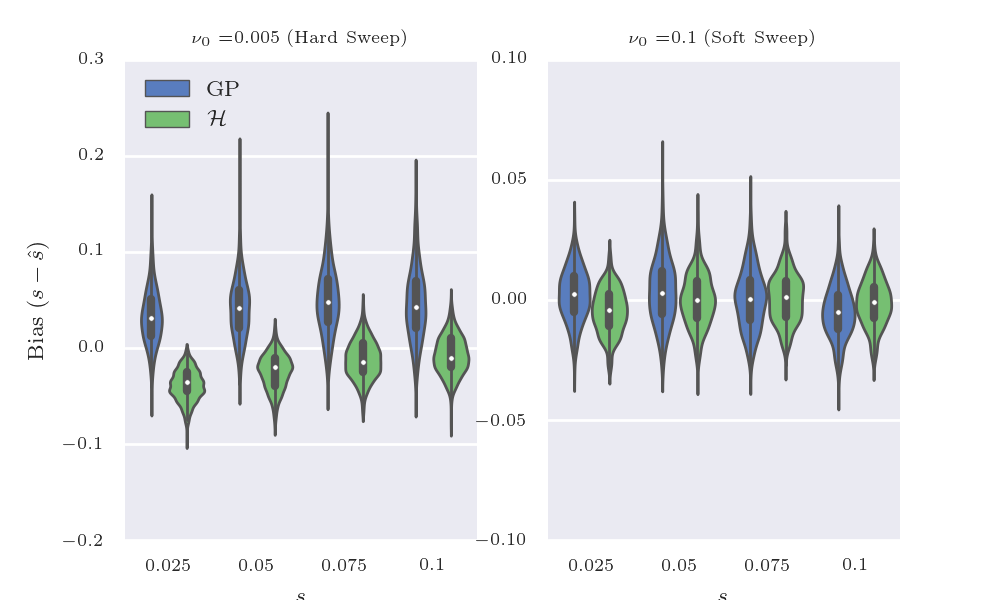 ν₀ =0.005 (Hard Sweep)
0.3
0.2
0.1
0.0
−0.1
−0.2
Bias (s − ŝ)
GP
ℋ
0.025 0.05 0.075 0.1
s
ν₀ =0.1 (Soft Sweep)
0.10
0.05
0.00
−0.05
−0.10
0.025 0.05 0.075 0.1
s